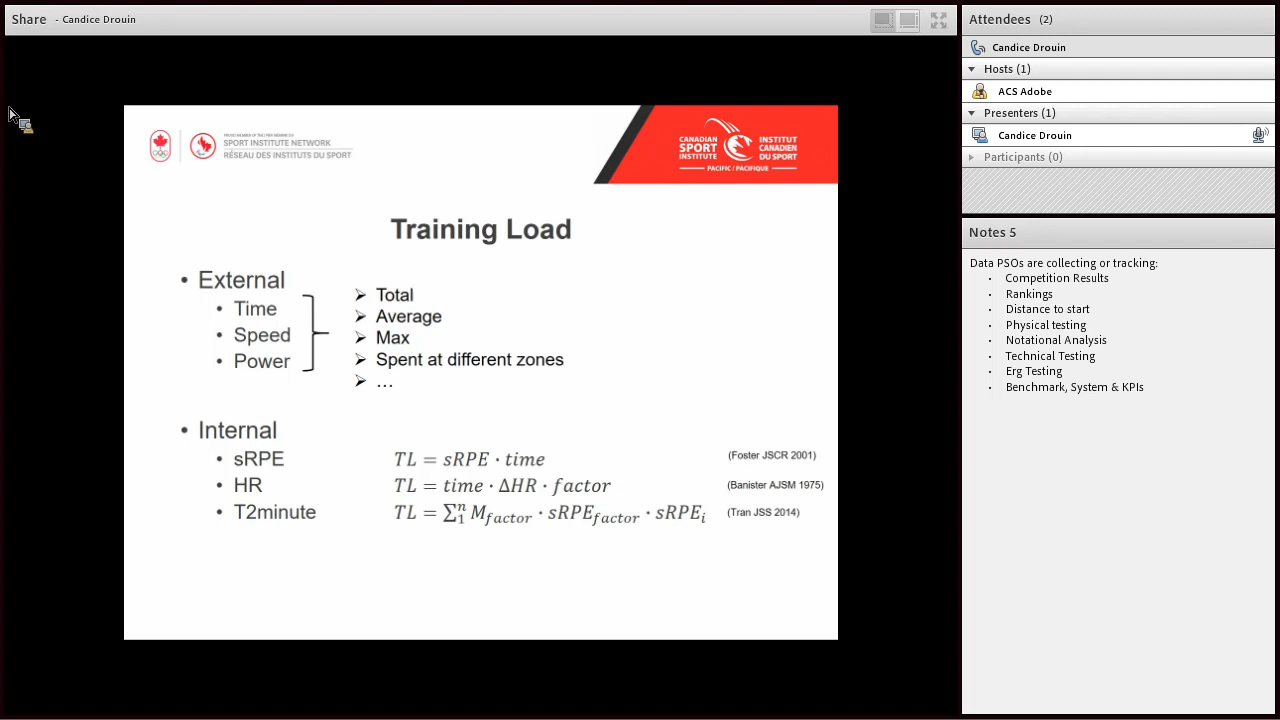 Share - Candice Drouin
SPORT INSTITUTE NETWORK
RÉSEAU DES INSTITUTS DU SPORT
CANADIAN SPORT INSTITUTE
INSTITUT CANADIEN DU SPORT
PACIFIC / PACIFIQUE
Training Load
• External
• Time
• Speed
• Power
➢ Total
➢ Average
➢ Max
➢ Spent at different zones
➢ …
• Internal
• sRPE TL = sRPE · time (Foster JSCR 2001)
• HR TL = time · ΔHR · factor (Banister AJSM 1975)
• T2minute TL = ∑₁ⁿ M_factor · sRPE_factor · sRPE_i (Tran JSS 2014)
Attendees (2)
Candice Drouin
Hosts (1)
ACS Adobe
Presenters (1)
Candice Drouin
Participants (0)
Notes 5
Data PSOs are collecting or tracking:
· Competition Results
· Rankings
· Distance to start
· Physical testing
· Notational Analysis
· Technical Testing
· Erg Testing
· Benchmark, System & KPIs